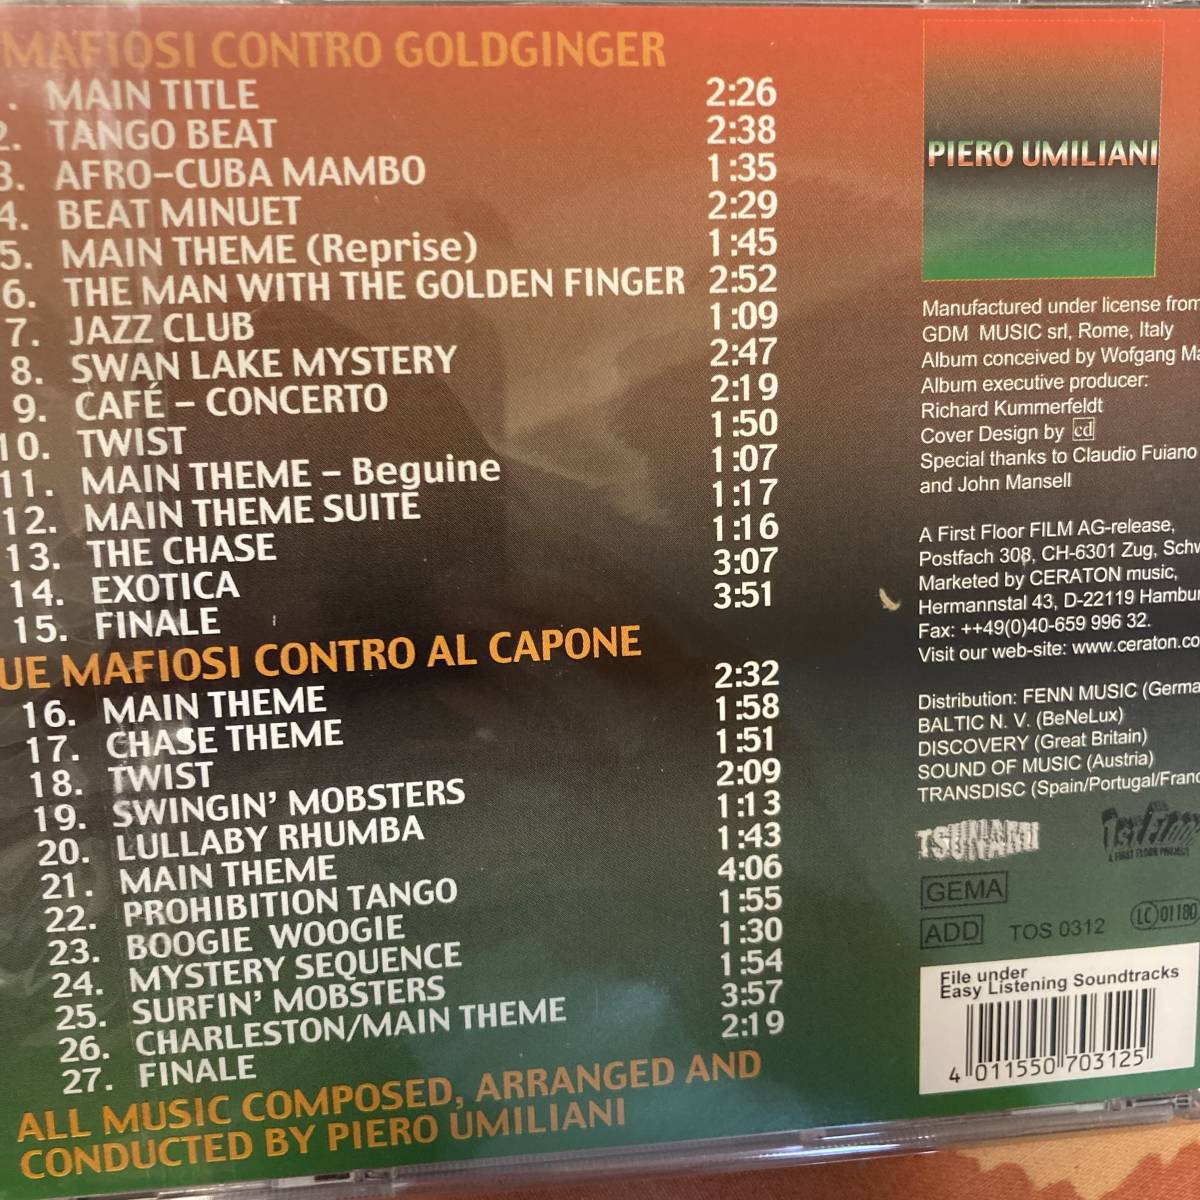 MAFIOSI CONTRO GOLDGINGER
. MAIN TITLE 2:26
2. TANGO BEAT 2:38
3. AFRO-CUBA MAMBO 1:35
4. BEAT MINUET 2:29
5. MAIN THEME (Reprise) 1:45
6. THE MAN WITH THE GOLDEN FINGER 2:52
7. JAZZ CLUB 1:09
8. SWAN LAKE MYSTERY 2:47
9. CAFÉ - CONCERTO 2:19
10. TWIST 1:50
11. MAIN THEME - Beguine 1:07
12. MAIN THEME SUITE 1:17
13. THE CHASE 1:16
14. EXOTICA 3:07
15. FINALE 3:51
UE MAFIOSI CONTRO AL CAPONE
16. MAIN THEME 2:32
17. CHASE THEME 1:58
18. TWIST 1:51
19. SWINGIN' MOBSTERS 2:09
20. LULLABY RHUMBA 1:13
21. MAIN THEME 1:43
22. PROHIBITION TANGO 4:06
23. BOOGIE WOOGIE 1:55
24. MYSTERY SEQUENCE 1:30
25. SURFIN' MOBSTERS 1:54
26. CHARLESTON/MAIN THEME 3:57
27. FINALE 2:19
ALL MUSIC COMPOSED, ARRANGED AND
CONDUCTED BY PIERO UMILIANI
PIERO UMILIANI
Manufactured under license from
GDM MUSIC srl, Rome, Italy
Album conceived by Wofgang Ma
Album executive producer:
Richard Kummerfeldt
Cover Design by cd
Special thanks to Claudio Fuiano
and John Mansell
A First Floor FILM AG-release,
Postfach 308, CH-6301 Zug, Schw
Marketed by CERATON music,
Hermannstal 43, D-22119 Hambur
Fax: ++49(0)40-659 996 32.
Visit our web-site: www.ceraton.co
Distribution: FENN MUSIC (Germa
BALTIC N. V. (BeNeLux)
DISCOVERY (Great Britain)
SOUND OF MUSIC (Austria)
TRANSDISC (Spain/Portugal/Franc
TSUNAMI
A FIRST FLOOR PROJECT
GEMA
ADD TOS 0312 LC 01180
File under
Easy Listening Soundtracks
4 011550 703125